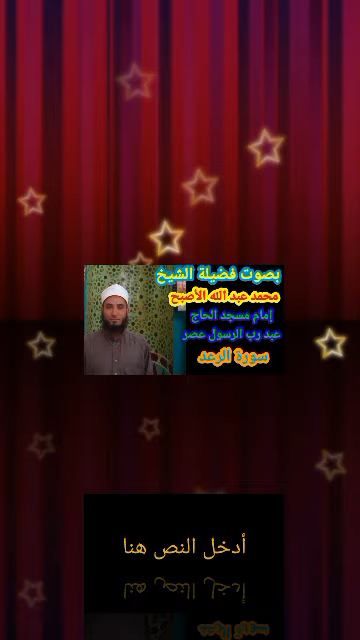 بصوت فضيلة الشيخ
محمد عبد الله الأصبح
إمام مسجد الحاج
عبد رب الرسول عصر
سورة الرعد
أدخل النص هنا